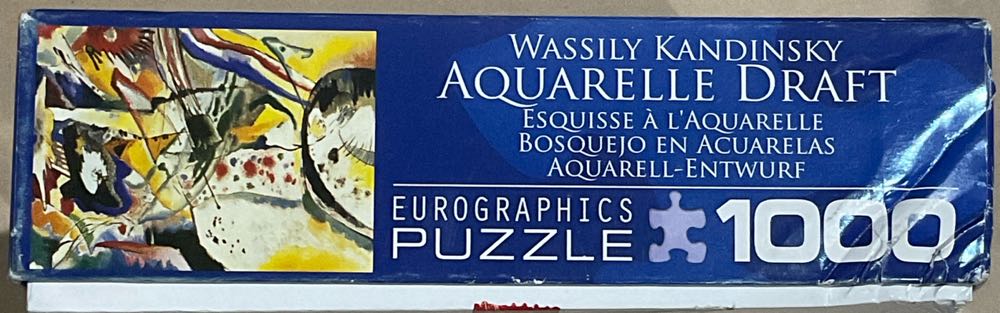 WASSILY KANDINSKY
AQUARELLE DRAFT
ESQUISSE À L'AQUARELLE
BOSQUEJO EN ACUARELAS
AQUARELL-ENTWURF
EUROGRAPHICS
PUZZLE 1000